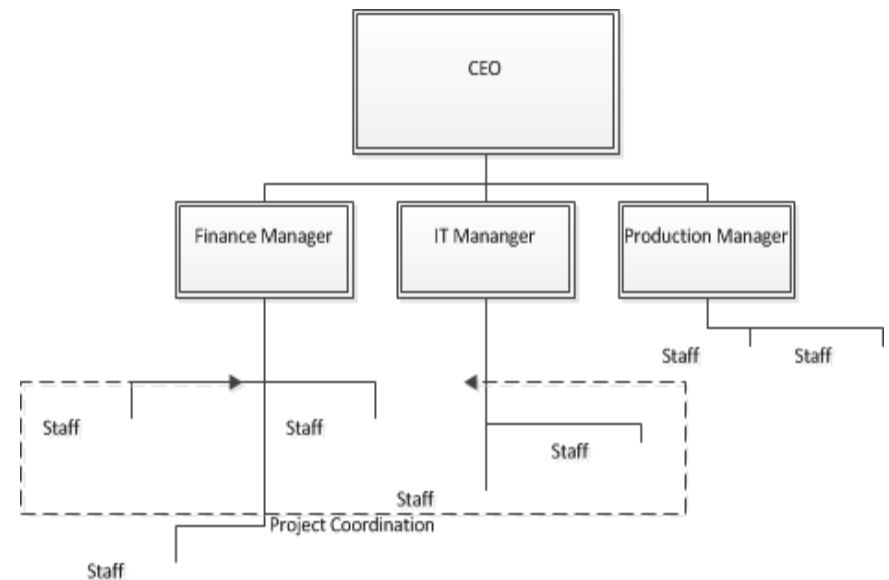 CEO
Finance Manager
IT Mananger
Production Manager
Staff
Staff
Staff
Staff
Staff
Staff
Project Coordination
Staff